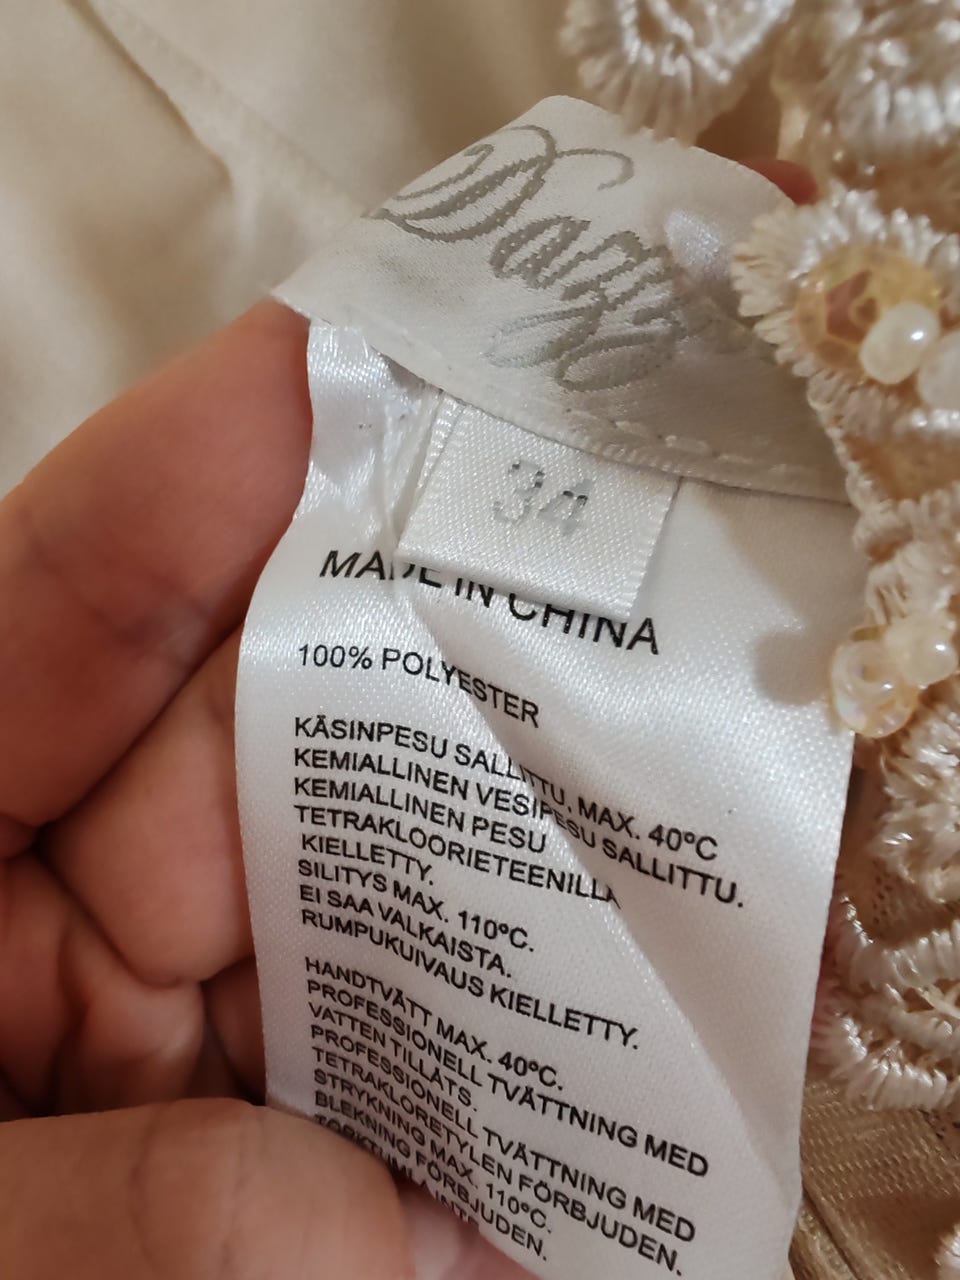 34
MADE IN CHINA
100% POLYESTER
KÄSINPESU SALLITTU. MAX. 40°C
KEMIALLINEN VESIPESU SALLITTU.
KEMIALLINEN PESU
TETRAKLOORIETEENILLÄ
KIELLETTY.
SILITYS MAX. 110°C.
EI SAA VALKAISTA.
RUMPUKUIVAUS KIELLETTY.
HANDTVÄTT MAX. 40°C.
PROFESSIONELL TVÄTTNING MED
VATTEN TILLÅTS.
PROFESSIONELL TVÄTTNING MED
TETRAKLORETYLEN FÖRBJUDEN.
STRYKNING MAX. 110°C.
BLEKNING FÖRBJUDEN.